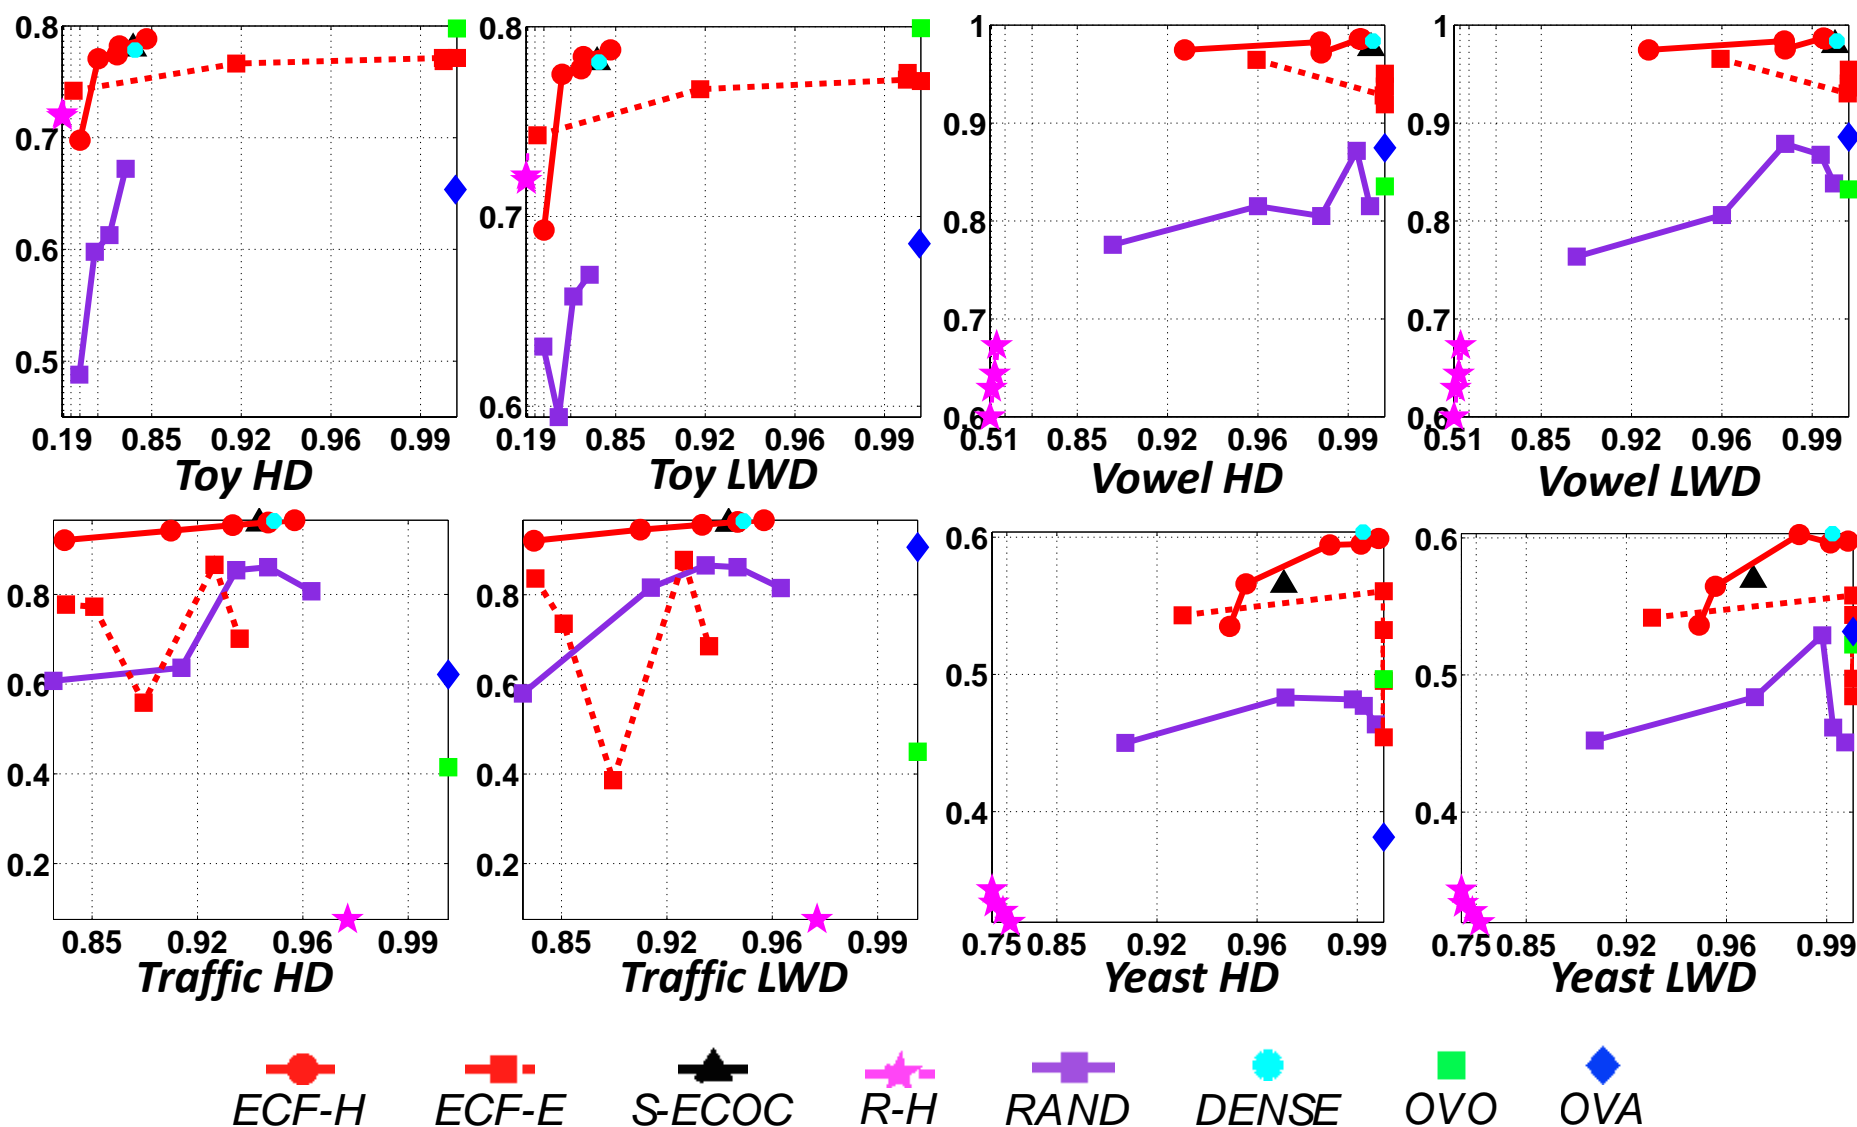 0.8
0.7
0.6
0.5
0.19 0.85 0.92 0.96 0.99
Toy HD
0.8
0.7
0.6
0.19 0.85 0.92 0.96 0.99
Toy LWD
1
0.9
0.8
0.7
0.6
0.51 0.85 0.92 0.96 0.99
Vowel HD
1
0.9
0.8
0.7
0.6
0.51 0.85 0.92 0.96 0.99
Vowel LWD
0.8
0.6
0.4
0.2
0.85 0.92 0.96 0.99
Traffic HD
0.8
0.6
0.4
0.2
0.85 0.92 0.96 0.99
Traffic LWD
0.6
0.5
0.4
0.75 0.85 0.92 0.96 0.99
Yeast HD
0.6
0.5
0.4
0.75 0.85 0.92 0.96 0.99
Yeast LWD
ECF-H ECF-E S-ECOC R-H RAND DENSE OVO OVA